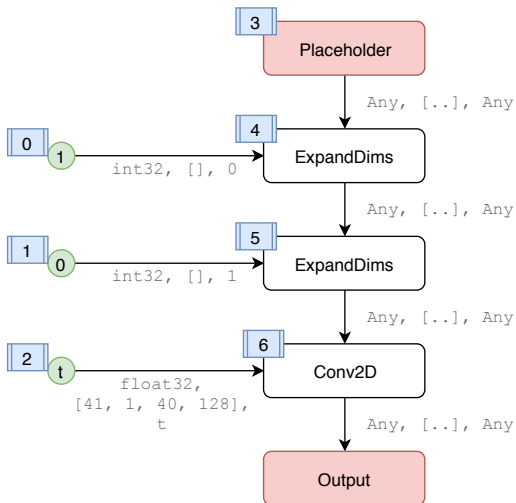 3
Placeholder
Any, [..], Any
0
1
int32, [], 0
4
ExpandDims
Any, [..], Any
1
0
int32, [], 1
5
ExpandDims
Any, [..], Any
2
t
float32,
[41, 1, 40, 128],
t
6
Conv2D
Any, [..], Any
Output